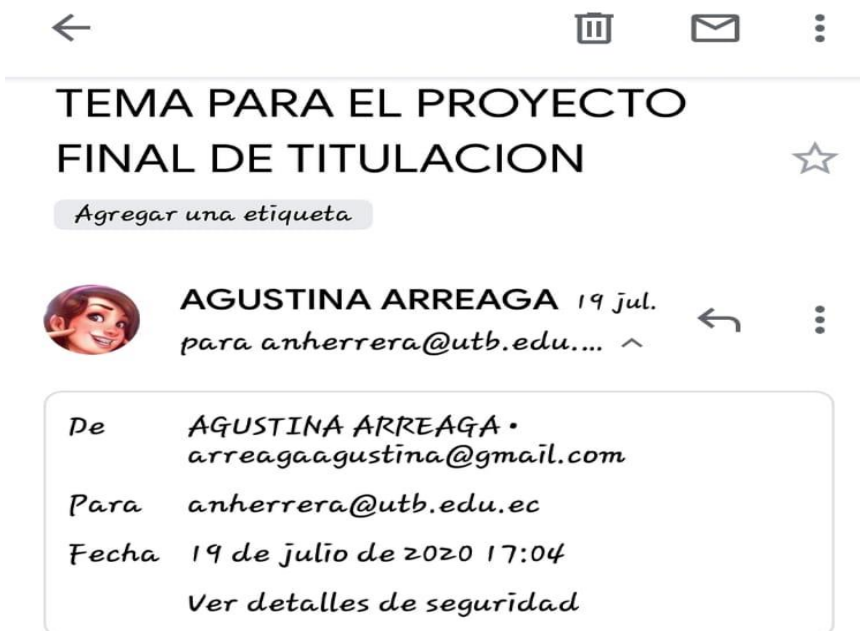 TEMA PARA EL PROYECTO
FINAL DE TITULACION
Agregar una etiqueta
AGUSTINA ARREAGA 19 jul.
para anherrera@utb.edu....
De AGUSTINA ARREAGA •
arreagaagustina@gmail.com
Para anherrera@utb.edu.ec
Fecha 19 de julio de 2020 17:04
Ver detalles de seguridad